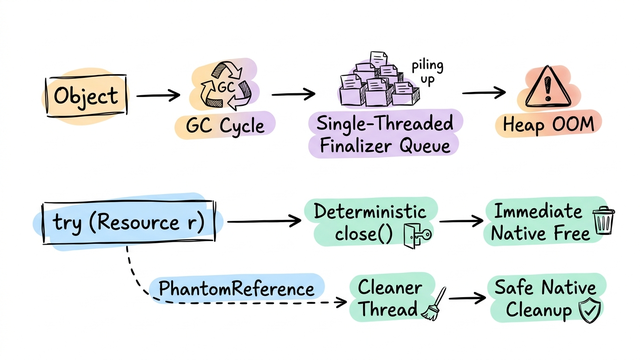 Object
GC
GC Cycle
piling
up
Single-Threaded
Finalizer Queue
!
Heap OOM
try (Resource r)
Deterministic
close()
Immediate
Native Free
PhantomReference
Cleaner
Thread
Safe Native
Cleanup